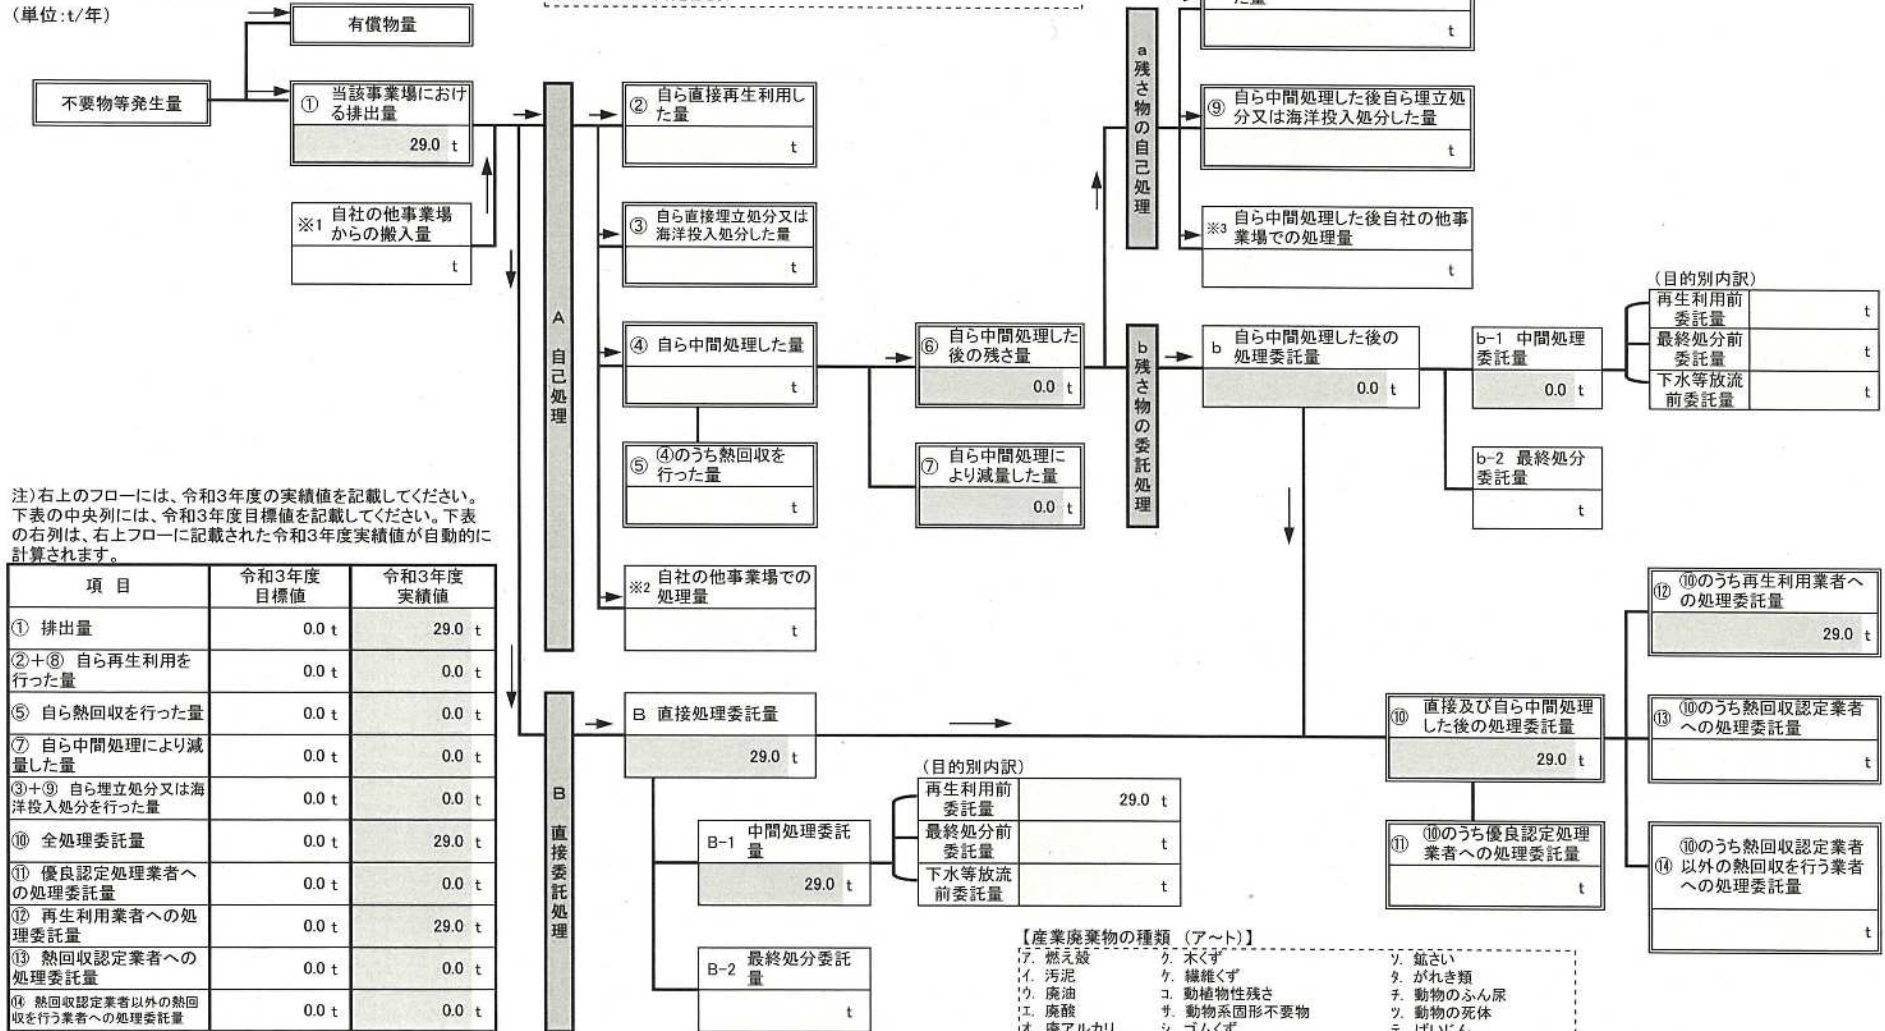 (単位:t/年)
有償物量
不要物等発生量
① 当該事業場におけ
る排出量
29.0 t
※1 自社の他事業場
からの搬入量
t
A 自己処理
② 自ら直接再生利用し
た量
t
③ 自ら直接埋立処分又は
海洋投入処分した量
t
④ 自ら中間処理した量
t
⑤ ④のうち熱回収を
行った量
t
※2 自社の他事業場での
処理量
t
⑥ 自ら中間処理した
後の残さ量
0.0 t
⑦ 自ら中間処理に
より減量した量
0.0 t
a 残さ物の自己処理
た量
t
⑨ 自ら中間処理した後自ら埋立処
分又は海洋投入処分した量
t
※3 自ら中間処理した後自社の他事
業場での処理量
t
b 残さ物の委託処理
b 自ら中間処理した後の
処理委託量
0.0 t
b-1 中間処理
委託量
0.0 t
(目的別内訳)
再生利用前
委託量 t
最終処分前
委託量 t
下水等放流
前委託量 t
b-2 最終処分
委託量
t
注)右上のフローには、令和3年度の実績値を記載してください。
下表の中央列には、令和3年度目標値を記載してください。下表
の右列は、右上フローに記載された令和3年度実績値が自動的に
計算されます。
項 目 令和3年度 目標値 令和3年度 実績値
① 排出量 0.0 t 29.0 t
②+⑧ 自ら再生利用を
行った量 0.0 t 0.0 t
⑤ 自ら熱回収を行った量 0.0 t 0.0 t
⑦ 自ら中間処理により減
量した量 0.0 t 0.0 t
③+⑨ 自ら埋立処分又は海
洋投入処分を行った量 0.0 t 0.0 t
⑩ 全処理委託量 0.0 t 29.0 t
⑪ 優良認定処理業者へ
の処理委託量 0.0 t 0.0 t
⑫ 再生利用業者への処
理委託量 0.0 t 29.0 t
⑬ 熱回収認定業者への
処理委託量 0.0 t 0.0 t
⑭ 熱回収認定業者以外の熱回
収を行う業者への処理委託量 0.0 t 0.0 t
B 直接委託処理
B 直接処理委託量
29.0 t
B-1 中間処理委託
量
29.0 t
(目的別内訳)
再生利用前
委託量 29.0 t
最終処分前
委託量 t
下水等放流
前委託量 t
B-2 最終処分委託
量
t
⑩ 直接及び自ら中間処理
した後の処理委託量
29.0 t
⑪ ⑩のうち優良認定処理
業者への処理委託量
t
⑫ ⑩のうち再生利用業者へ
の処理委託量
29.0 t
⑬ ⑩のうち熱回収認定業者
への処理委託量
t
⑭ ⑩のうち熱回収認定業者
以外の熱回収を行う業者
への処理委託量
t
【産業廃棄物の種類 (ア~ト)】
ア. 燃え殻 ク. 木くず ソ. 鉱さい
イ. 汚泥 ケ. 繊維くず タ. がれき類
ウ. 廃油 コ. 動植物性残さ チ. 動物のふん尿
エ. 廃酸 サ. 動物系固形不要物 ツ. 動物の死体
オ. 廃アルカリ シ. ゴムくず テ. ばいじん